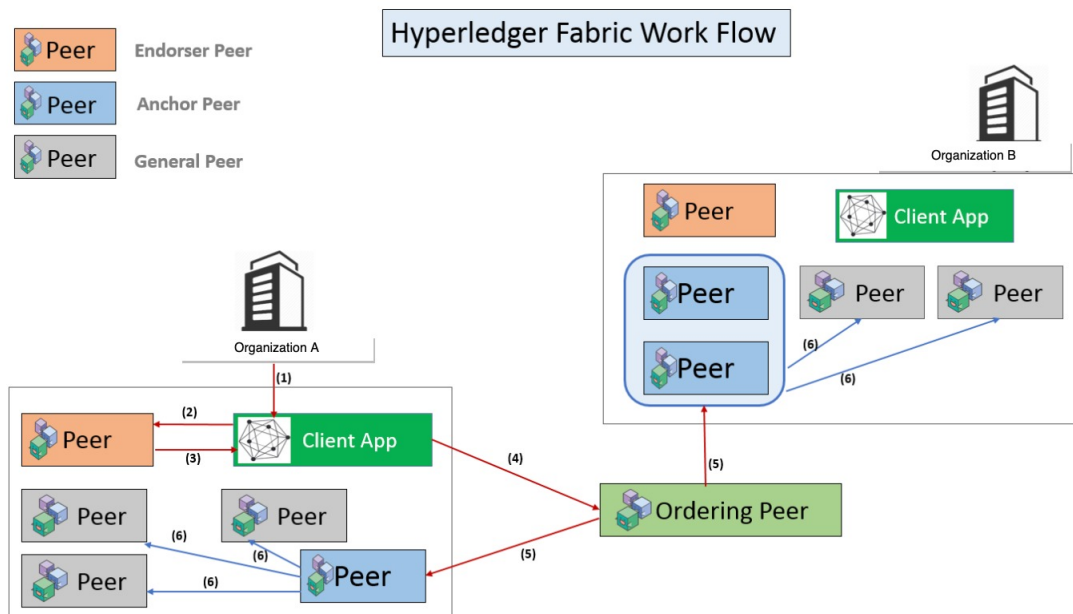 Hyperledger Fabric Work Flow
Peer Endorser Peer
Peer Anchor Peer
Peer General Peer
Organization B
Peer
Client App
Peer
Peer
Peer
Peer
(6)
(6)
Organization A
(1)
Peer
(2)
(3)
Client App
(4)
(5)
Ordering Peer
(5)
Peer
Peer
(6)
(6)
Peer
(6)
Peer